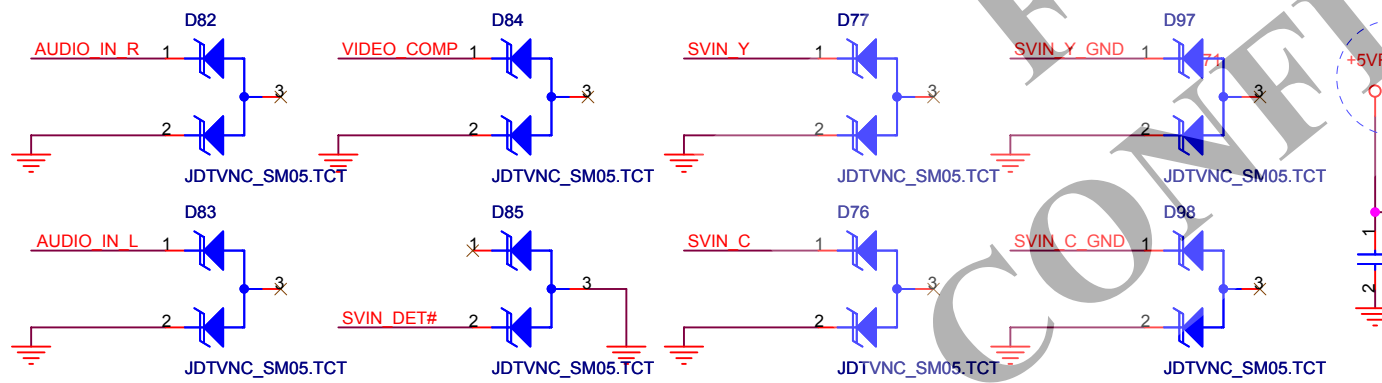 D82 D84 D77 D97
AUDIO_IN_R 1 VIDEO_COMP 1 SVIN_Y 1 SVIN_Y_GND 1 71 +5VF
3 3 3 3
2 2 2 2
JDTVNC_SM05.TCT JDTVNC_SM05.TCT JDTVNC_SM05.TCT JDTVNC_SM05.TCT
D83 D85 D76 D98
AUDIO_IN_L 1 1 SVIN_C 1 SVIN_C_GND 1 1
3 3 3 3 2
2 SVIN_DET# 2 2 2
JDTVNC_SM05.TCT JDTVNC_SM05.TCT JDTVNC_SM05.TCT JDTVNC_SM05.TCT
CONFI